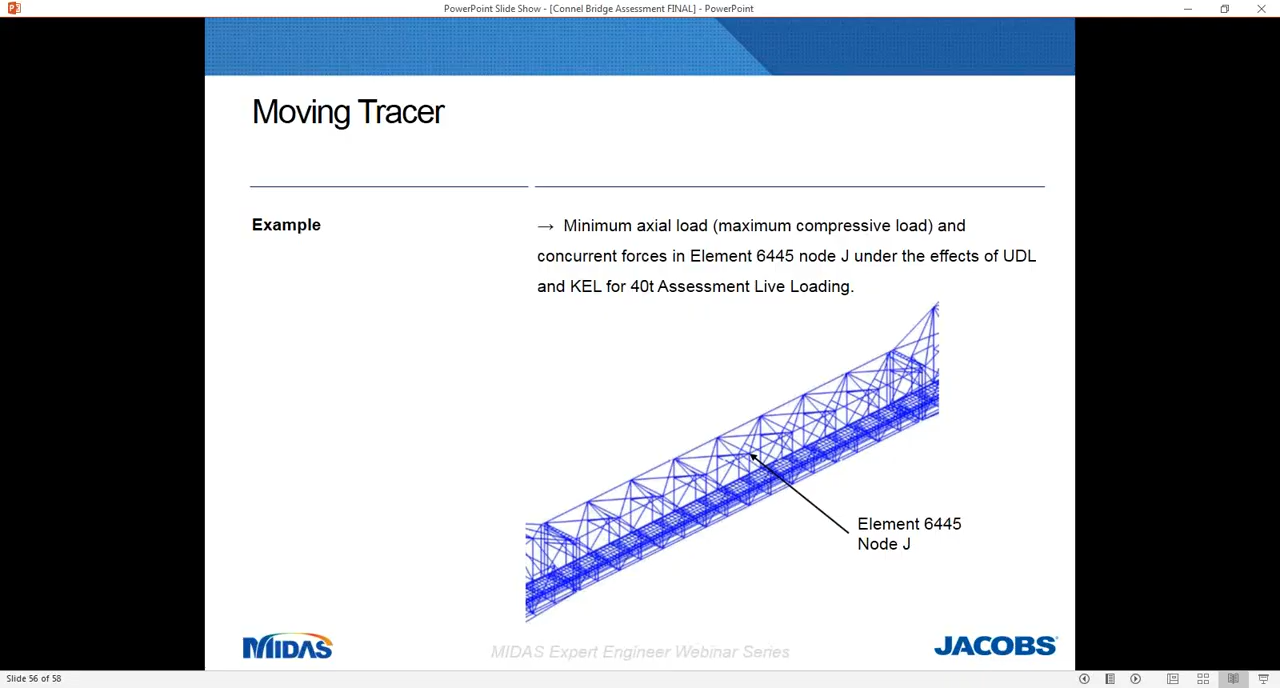 PowerPoint Slide Show - [Connel Bridge Assessment FINAL] - PowerPoint
Moving Tracer
Example
→ Minimum axial load (maximum compressive load) and
concurrent forces in Element 6445 node J under the effects of UDL
and KEL for 40t Assessment Live Loading.
Element 6445
Node J
MIDAS
MIDAS Expert Engineer Webinar Series
JACOBS
Slide 56 of 58